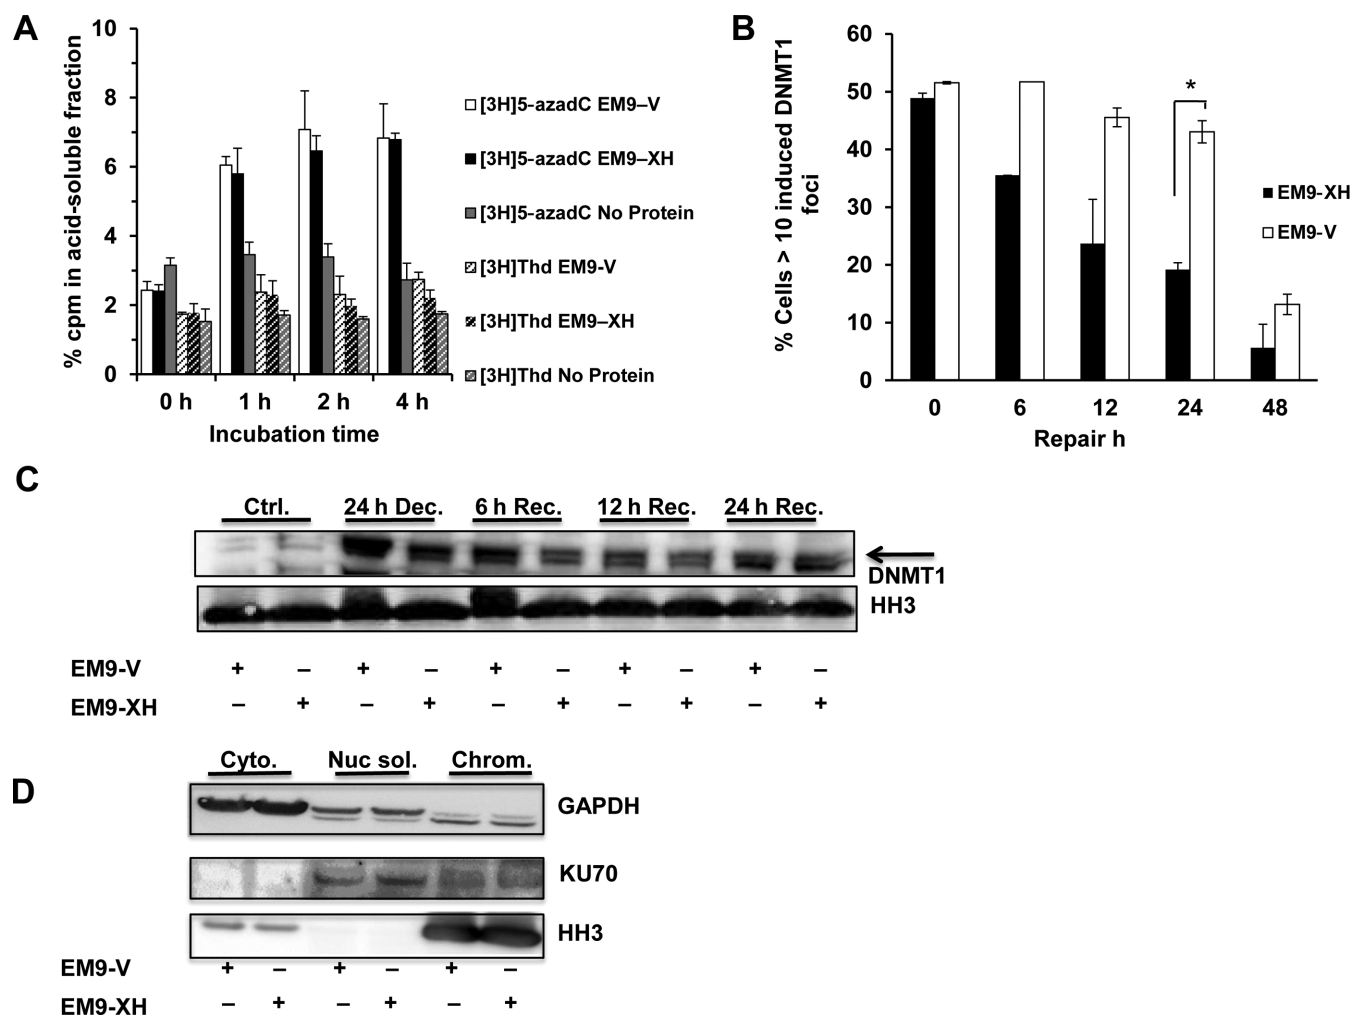 A
% cpm in acid-soluble fraction
10
8
6
4
2
0
0 h 1 h 2 h 4 h
Incubation time
[3H]5-azadC EM9–V
[3H]5-azadC EM9–XH
[3H]5-azadC No Protein
[3H]Thd EM9-V
[3H]Thd EM9–XH
[3H]Thd No Protein
B
% Cells > 10 induced DNMT1
foci
60
50
40
30
20
10
0
*
0 6 12 24 48
Repair h
EM9-XH
EM9-V
C
Ctrl. 24 h Dec. 6 h Rec. 12 h Rec. 24 h Rec.
DNMT1
HH3
EM9-V + – + – + – + – + –
EM9-XH – + – + – + – + – +
D
Cyto. Nuc sol. Chrom.
GAPDH
KU70
HH3
EM9-V + – + – + –
EM9-XH – + – + – +